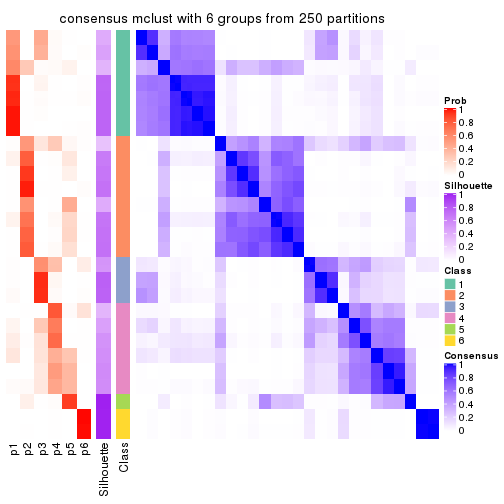 consensus mclust with 6 groups from 250 partitions
Prob
1
0.8
0.6
0.4
0.2
0
Silhouette
1
0.8
0.6
0.4
0.2
0
Class
1
2
3
4
5
6
Consensus
1
0.8
0.6
0.4
0.2
0
p1
p2
p3
p4
p5
p6
Silhouette
Class